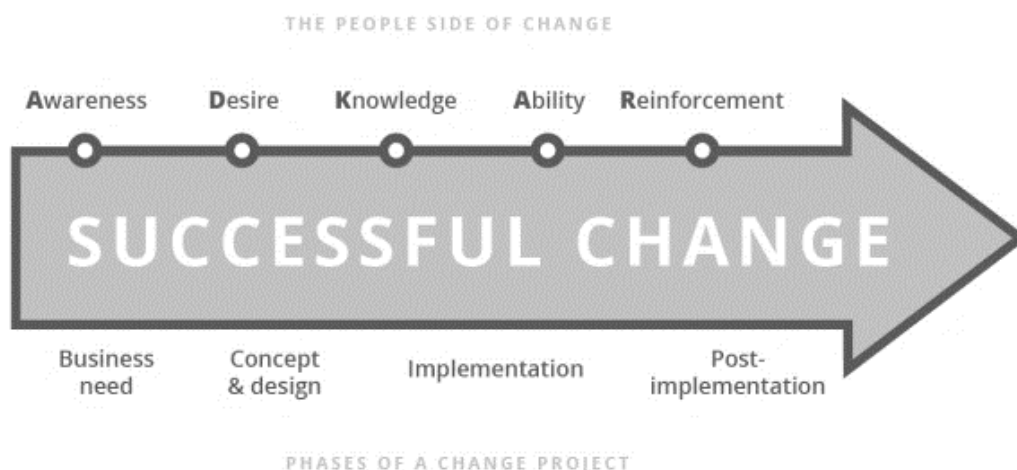 THE PEOPLE SIDE OF CHANGE
Awareness Desire Knowledge Ability Reinforcement
SUCCESSFUL CHANGE
Business need
Concept & design
Implementation
Post-implementation
PHASES OF A CHANGE PROJECT